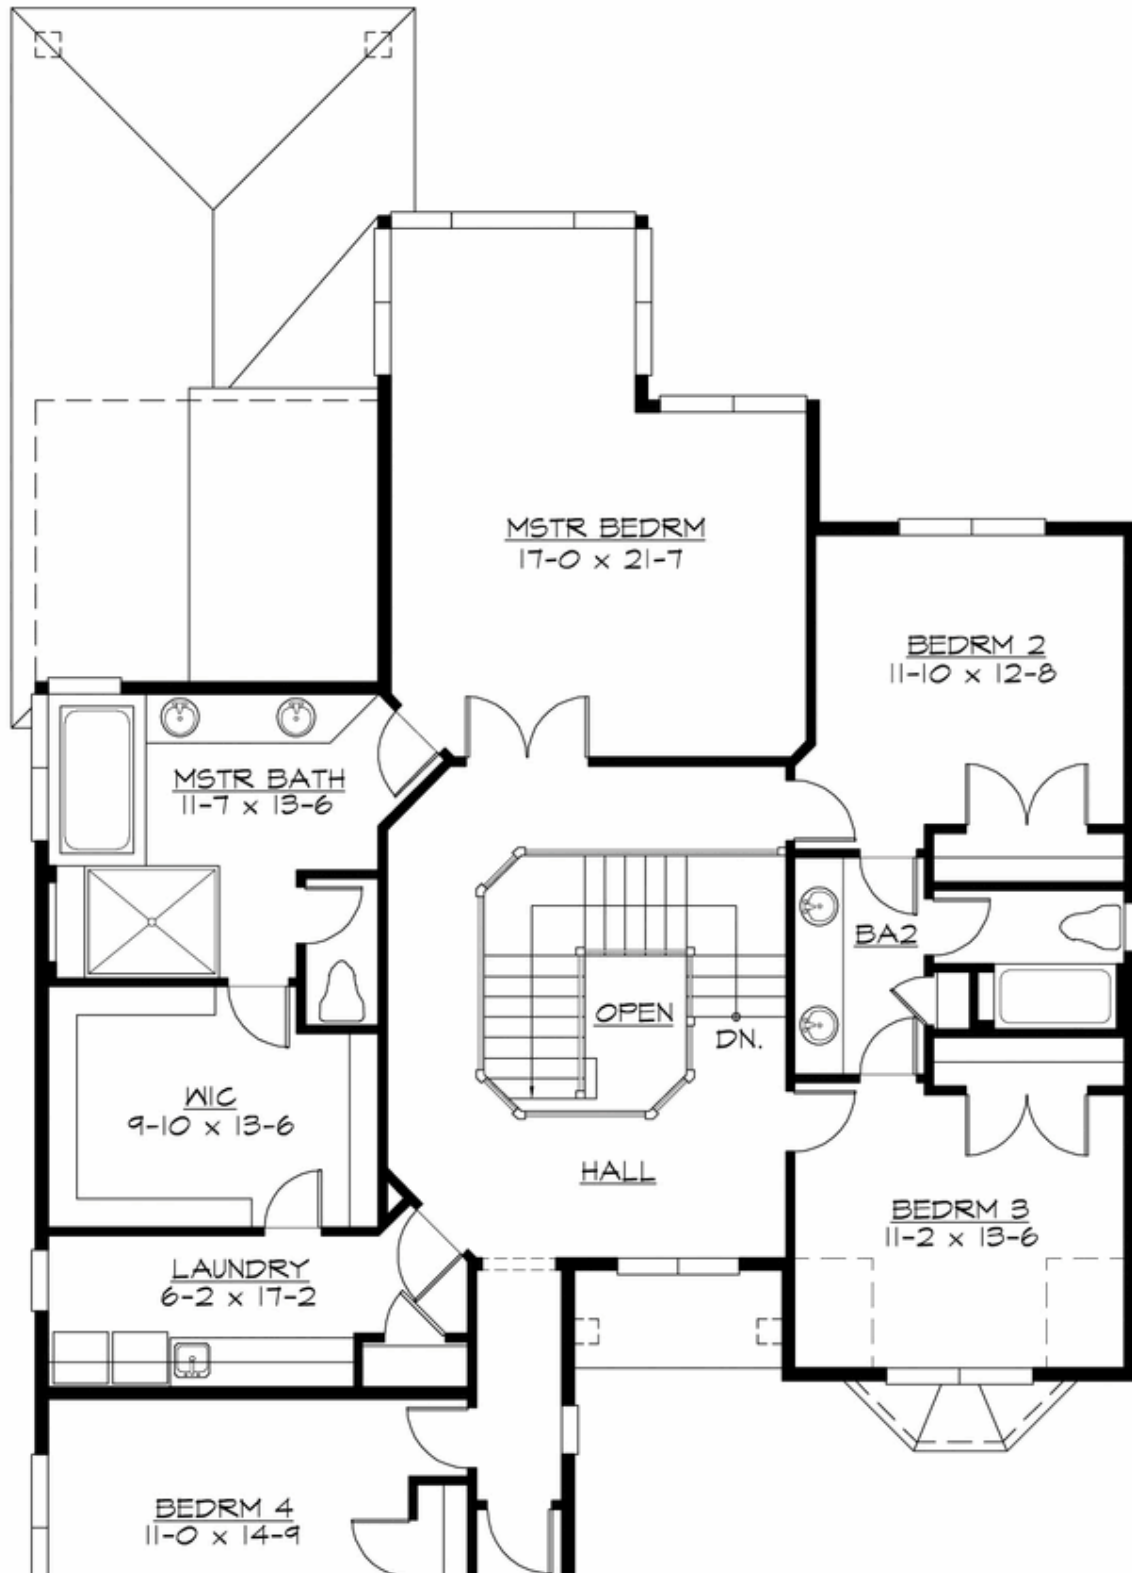 MSTR BEDRM
17-0 x 21-7
BEDRM 2
11-10 x 12-8
MSTR BATH
11-7 x 13-6
BA2
OPEN
DN.
WIC
9-10 x 13-6
HALL
BEDRM 3
11-2 x 13-6
LAUNDRY
6-2 x 17-2
BEDRM 4
11-0 x 14-9